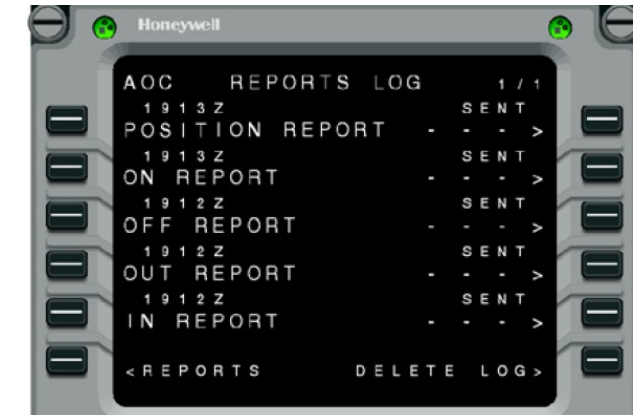 Honeywell
AOC REPORTS LOG 1/1
1913Z SENT
POSITION REPORT - - - >
1913Z SENT
ON REPORT - - - >
1912Z SENT
OFF REPORT - - - >
1912Z SENT
OUT REPORT - - - >
1912Z SENT
IN REPORT - - - >
<REPORTS DELETE LOG>